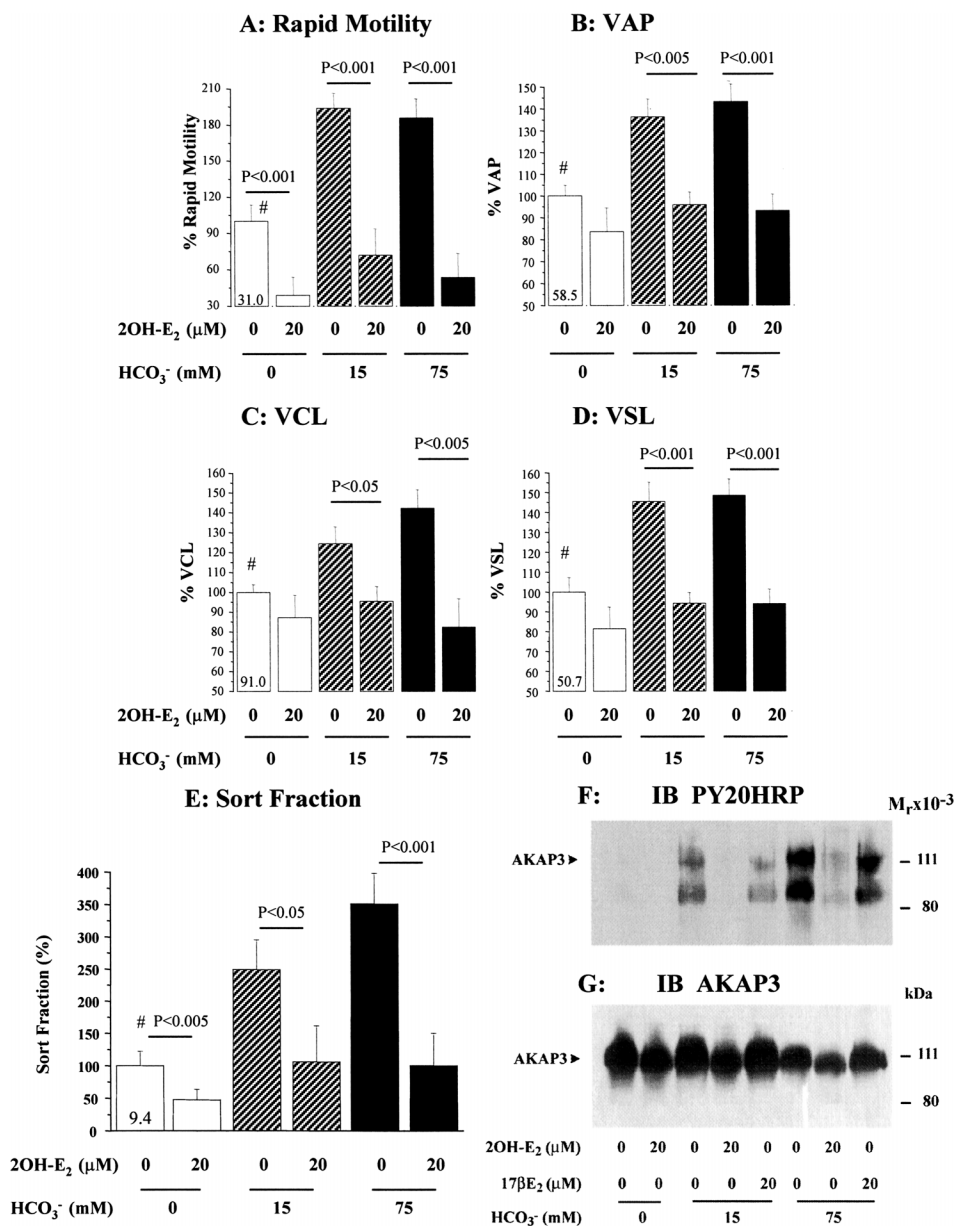 A: Rapid Motility
P<0.001
P<0.001
P<0.001
#
% Rapid Motility
210
180
150
120
90
60
30
31.0
2OH-E2 (μM) 0 20 0 20 0 20
HCO3- (mM) 0 15 75
B: VAP
P<0.005
P<0.001
#
% VAP
150
140
130
120
110
100
90
80
70
60
50
58.5
0 20 0 20 0 20
0 15 75
C: VCL
P<0.05
P<0.005
#
% VCL
160
150
140
130
120
110
100
90
80
70
60
50
91.0
2OH-E2 (μM) 0 20 0 20 0 20
HCO3- (mM) 0 15 75
D: VSL
P<0.001
P<0.001
#
% VSL
160
150
140
130
120
110
100
90
80
70
60
50
50.7
0 20 0 20 0 20
0 15 75
E: Sort Fraction
P<0.001
P<0.05
# P<0.005
Sort Fraction (%)
400
350
300
250
200
150
100
50
0
9.4
2OH-E2 (μM) 0 20 0 20 0 20
HCO3- (mM) 0 15 75
F: IB PY20HRP
Mrx10-3
AKAP3
111
80
G: IB AKAP3
kDa
AKAP3
111
80
2OH-E2 (μM) 0 20 0 20 0 0 20 0
17βE2 (μM) 0 0 0 0 20 0 0 20
HCO3- (mM) 0 15 75